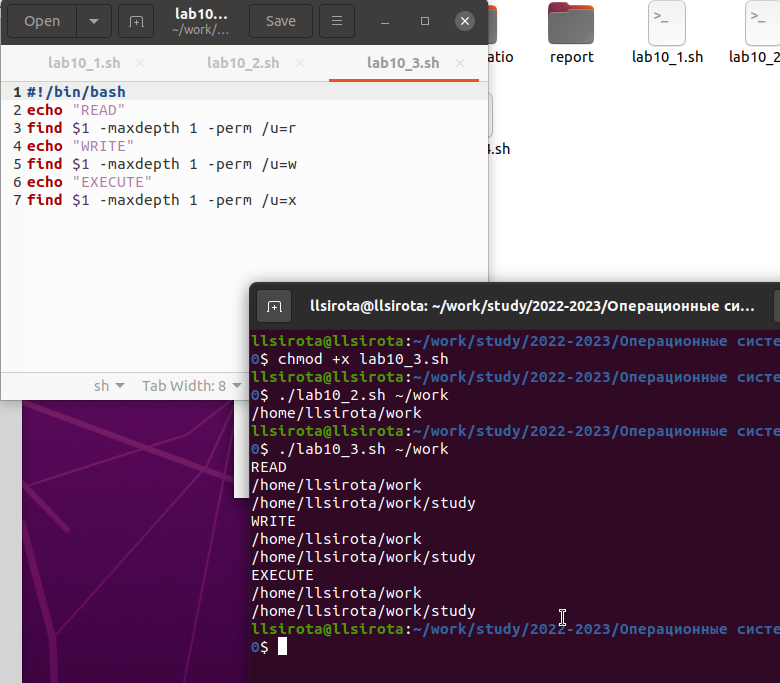 Open
lab10...
~/work/...
Save
lab10_1.sh
lab10_2.sh
lab10_3.sh
1 #!/bin/bash
2 echo "READ"
3 find $1 -maxdepth 1 -perm /u=r
4 echo "WRITE"
5 find $1 -maxdepth 1 -perm /u=w
6 echo "EXECUTE"
7 find $1 -maxdepth 1 -perm /u=x
sh
Tab Width: 8
atio
report
lab10_1.sh
lab10_2
4.sh
llsirota@llsirota: ~/work/study/2022-2023/Операционные си...
llsirota@llsirota:~/work/study/2022-2023/Операционные систе
0$ chmod +x lab10_3.sh
llsirota@llsirota:~/work/study/2022-2023/Операционные систе
0$ ./lab10_2.sh ~/work
/home/llsirota/work
llsirota@llsirota:~/work/study/2022-2023/Операционные систе
0$ ./lab10_3.sh ~/work
READ
/home/llsirota/work
/home/llsirota/work/study
WRITE
/home/llsirota/work
/home/llsirota/work/study
EXECUTE
/home/llsirota/work
/home/llsirota/work/study
llsirota@llsirota:~/work/study/2022-2023/Операционные систе
0$